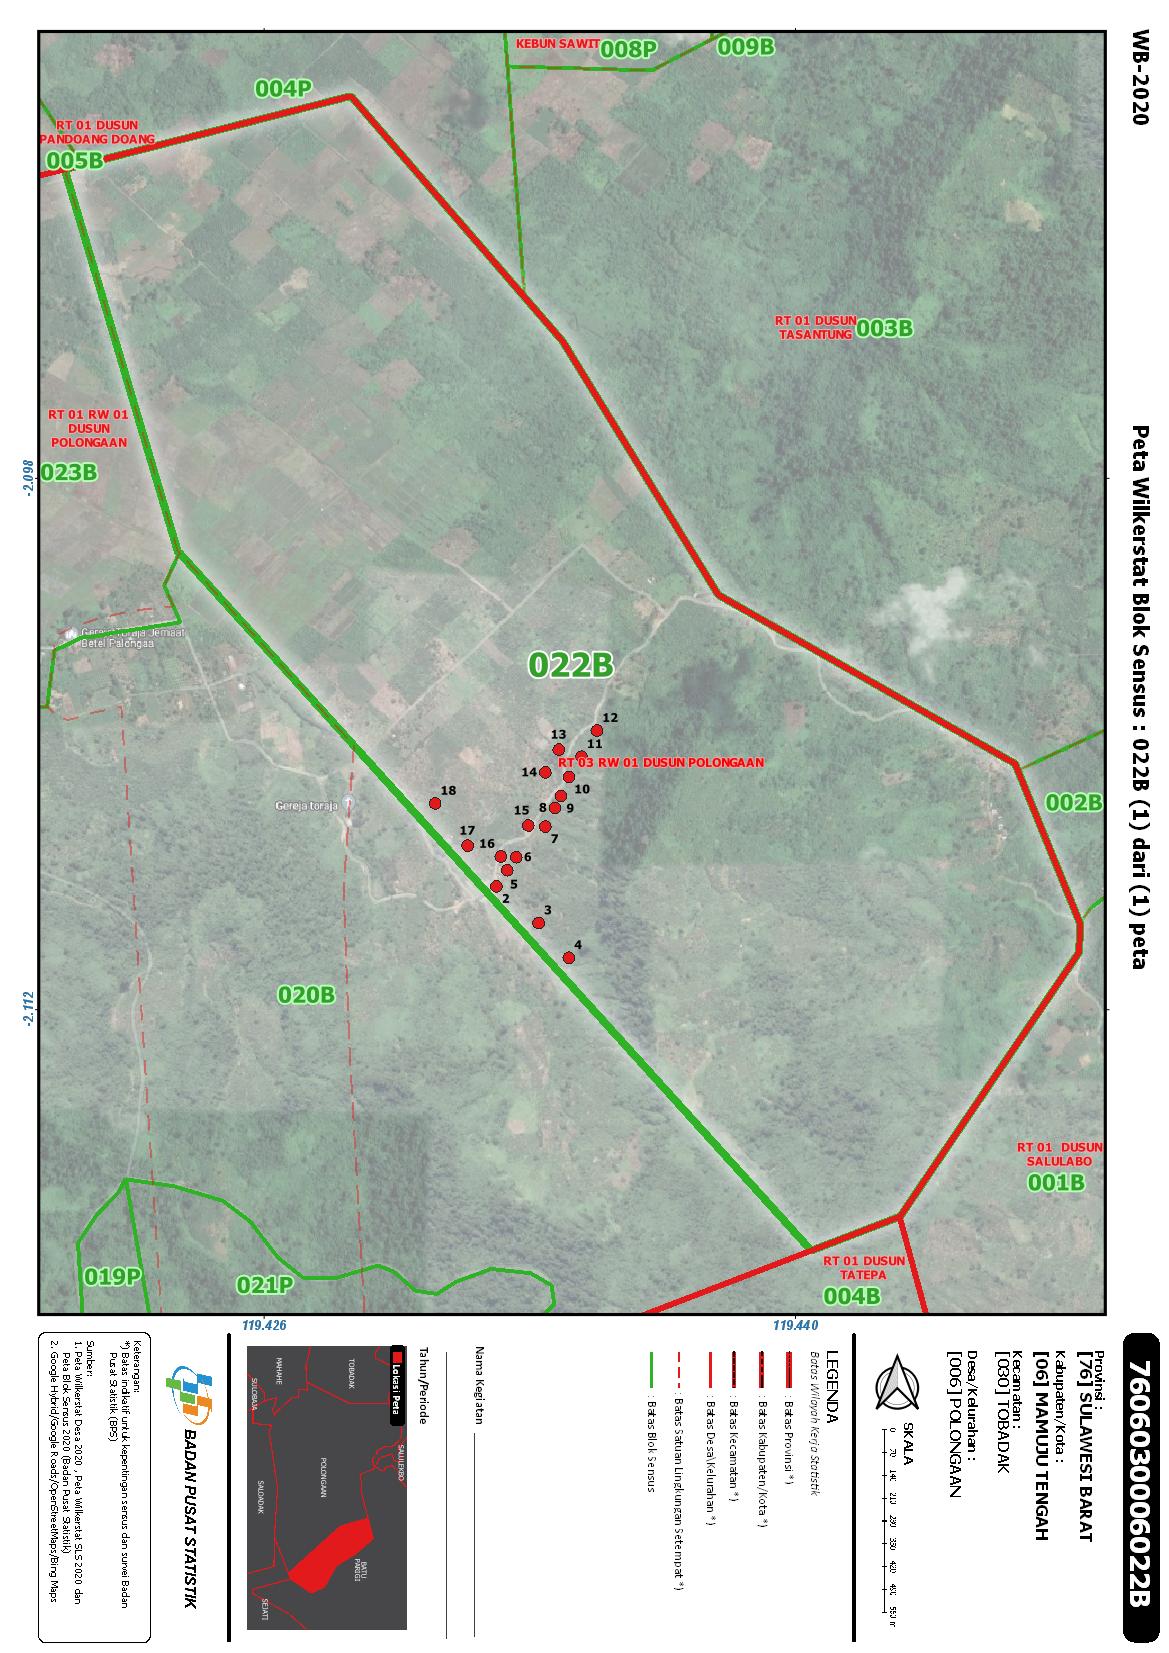 WB-2020
Peta Wilkerstat Blok Sensus : 022B (1) dari (1) peta
KEBUN SAWIT
008P
009B
004P
RT 01 DUSUN
PANDOANG DOANG
005B
RT 01 DUSUN
TASANTUNG
003B
RT 01 RW 01
DUSUN
POLONGAAN
023B
-2.098
Gereja Toraja Jemaat
Betel Palongaa
022B
12
13
11
RT 03 RW 01 DUSUN POLONGAAN
14
10
18
8
9
15
7
17
16
6
5
2
3
4
Gereja toraja
002B
020B
-2.112
RT 01 DUSUN
SALULABO
001B
RT 01 DUSUN
TATEPA
004B
019P
021P
119.426
119.440
7606030006022B
Provinsi :
[76] SULAWESI BARAT
Kabupaten/Kota :
[06] MAMUJU TENGAH
Kecamatan :
[030] TOBADAK
Desa/Kelurahan :
[006] POLONGAAN
SKALA
0 70 140 210 280 350 420 490 560 m
LEGENDA
Batas Wilayah Kerja Statistik
: Batas Provinsi *)
: Batas Kabupaten/Kota *)
: Batas Kecamatan *)
: Batas Desa\Kelurahan *)
: Batas Satuan Lingkungan Setempat *)
: Batas Blok Sensus
Nama Kegiatan
Tahun/Periode
Lokasi Peta
TOBADAK
MAHAHE
SULOBAJA
SALULEKBO
POLONGAAN
SALDADAK
BATU
PARIGI
SEJATI
BADAN PUSAT STATISTIK
Keterangan:
*) Batas indikatif untuk kepentingan sensus dan survei Badan
Pusat Statistik (BPS)
Sumber:
1. Peta Wilkerstat Desa 2020 , Peta Wilkerstat SLS 2020 dan
Peta Blok Sensus 2020 (Badan Pusat Statistik)
2. Google Hybrid/Google Roads/OpenStreetMaps/Bing Maps